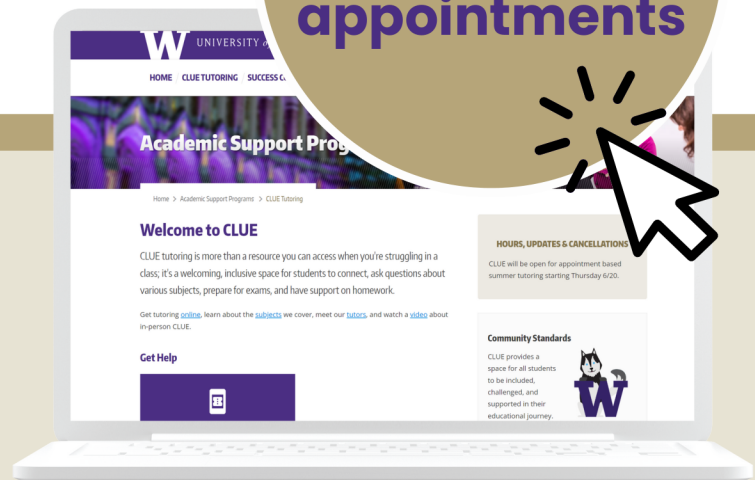 appointments
W UNIVERSITY of
HOME CLUE TUTORING SUCCESS
Academic Support Prog
Home > Academic Support Programs > CLUE Tutoring
Welcome to CLUE
CLUE tutoring is more than a resource you can access when you're struggling in a
class; it's a welcoming, inclusive space for students to connect, ask questions about
various subjects, prepare for exams, and have support on homework.
Get tutoring online, learn about the subjects we cover, meet our tutors, and watch a video about
in-person CLUE.
Get Help
HOURS, UPDATES & CANCELLATIONS
CLUE will be open for appointment based
summer tutoring starting Thursday 6/20.
Community Standards
CLUE provides a
space for all students
to be included,
challenged, and
supported in their
educational journey.
W